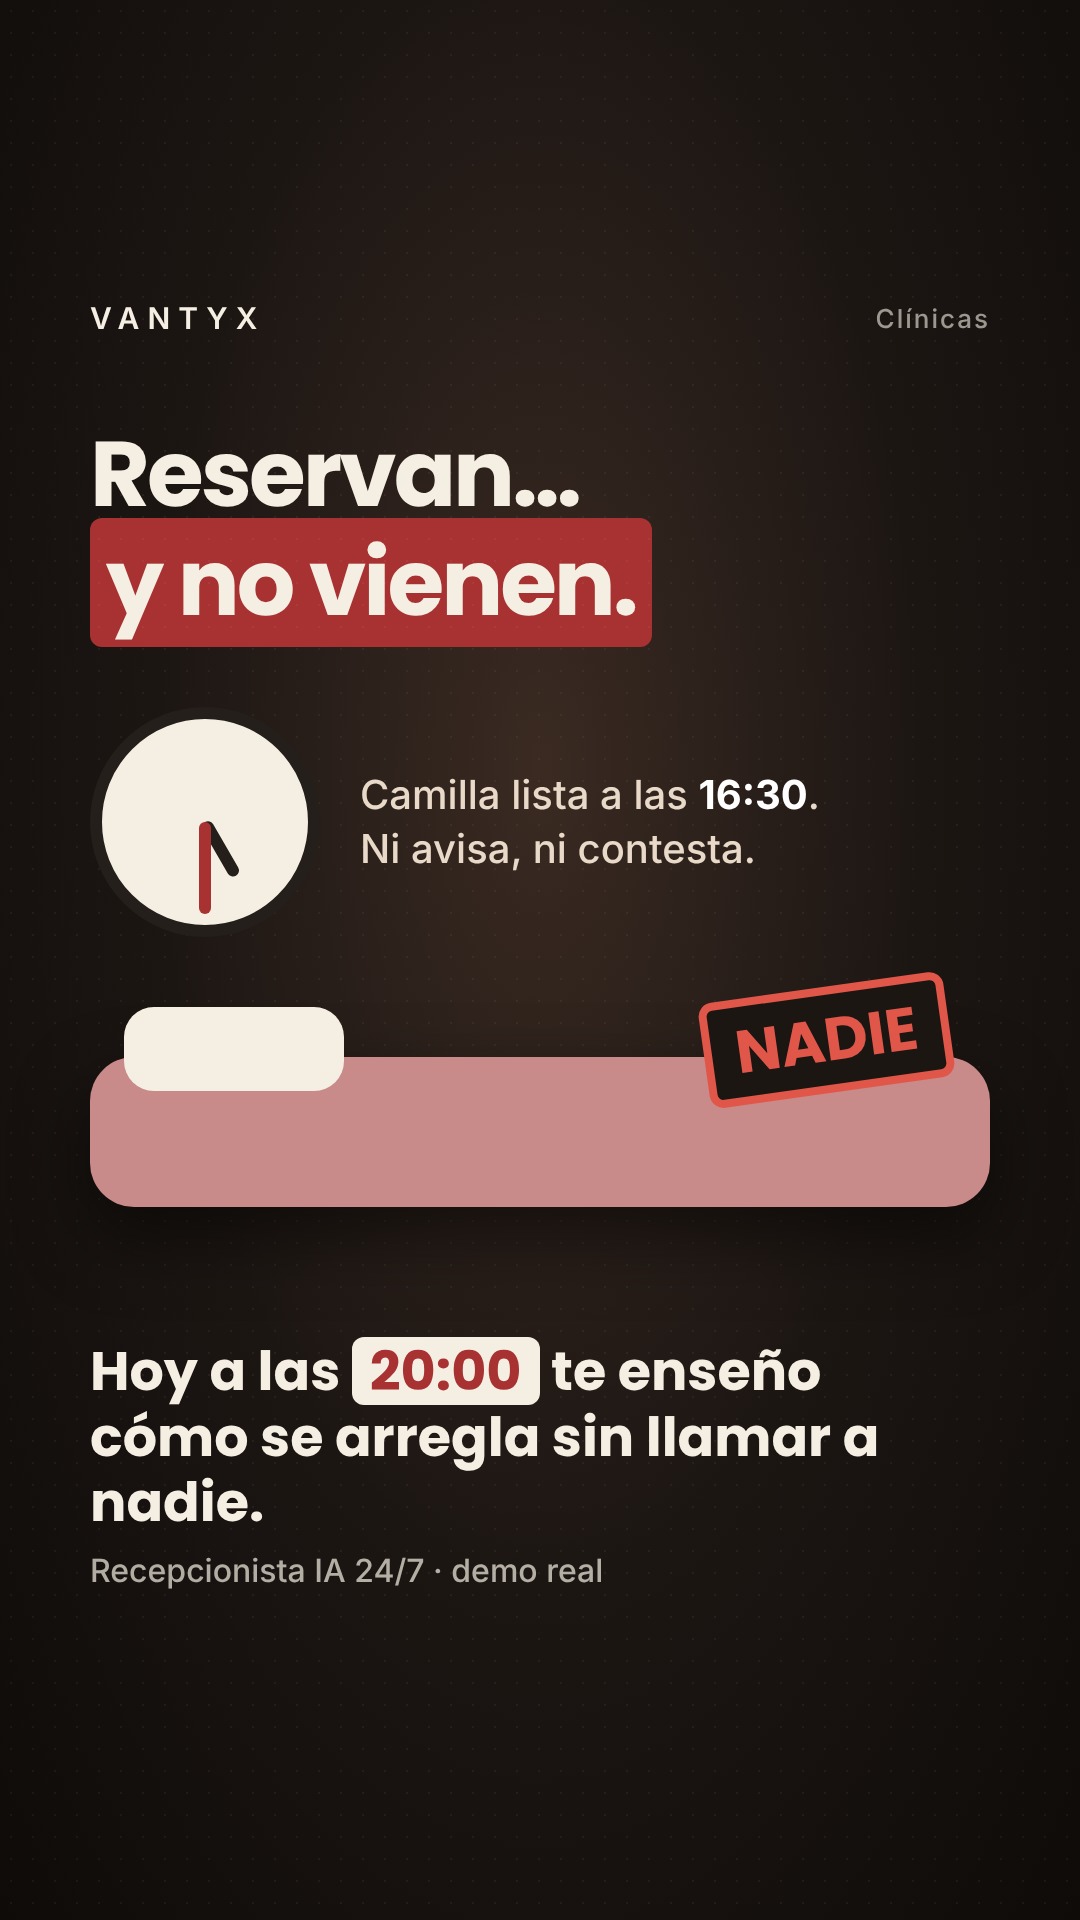 VANTYX
Clínicas
Reservan...
y no vienen.
Camilla lista a las 16:30.
Ni avisa, ni contesta.
NADIE
Hoy a las 20:00 te enseño
cómo se arregla sin llamar a
nadie.
Recepcionista IA 24/7 · demo real